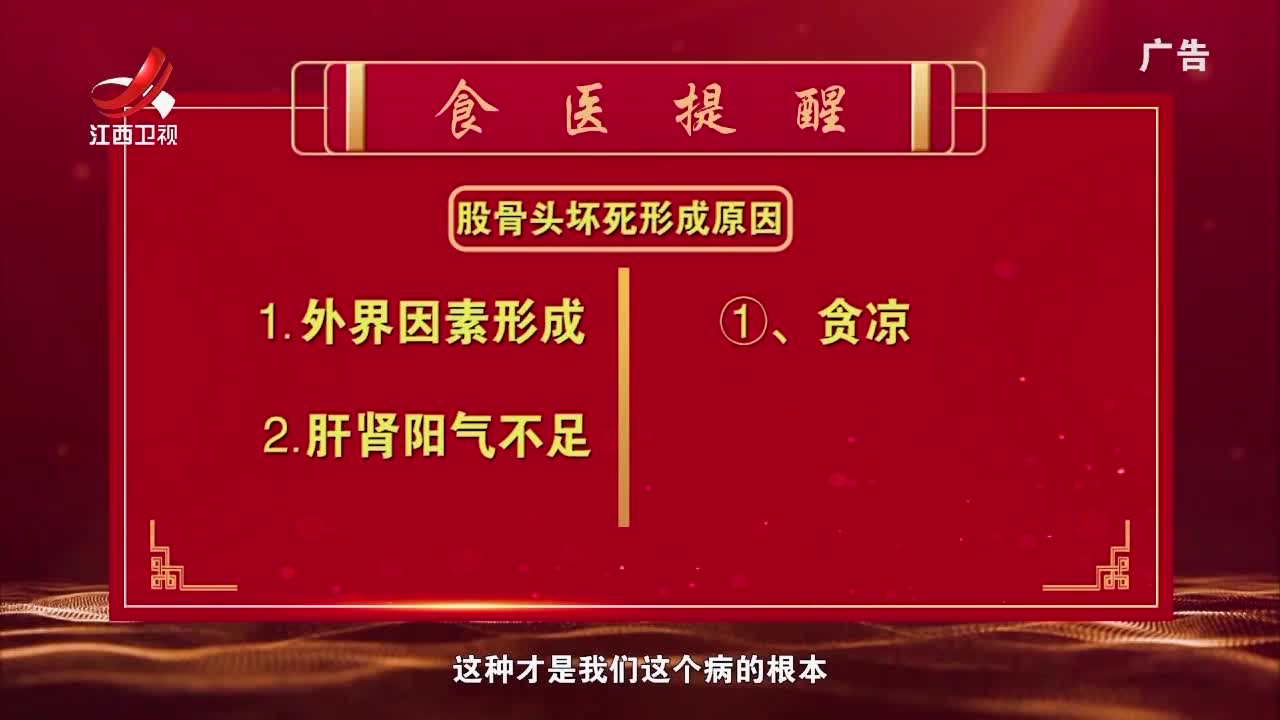 广告
江西卫视
食医提醒
股骨头坏死形成原因
1.外界因素形成
2.肝肾阳气不足
①、贪凉
这种才是我们这个病的根本